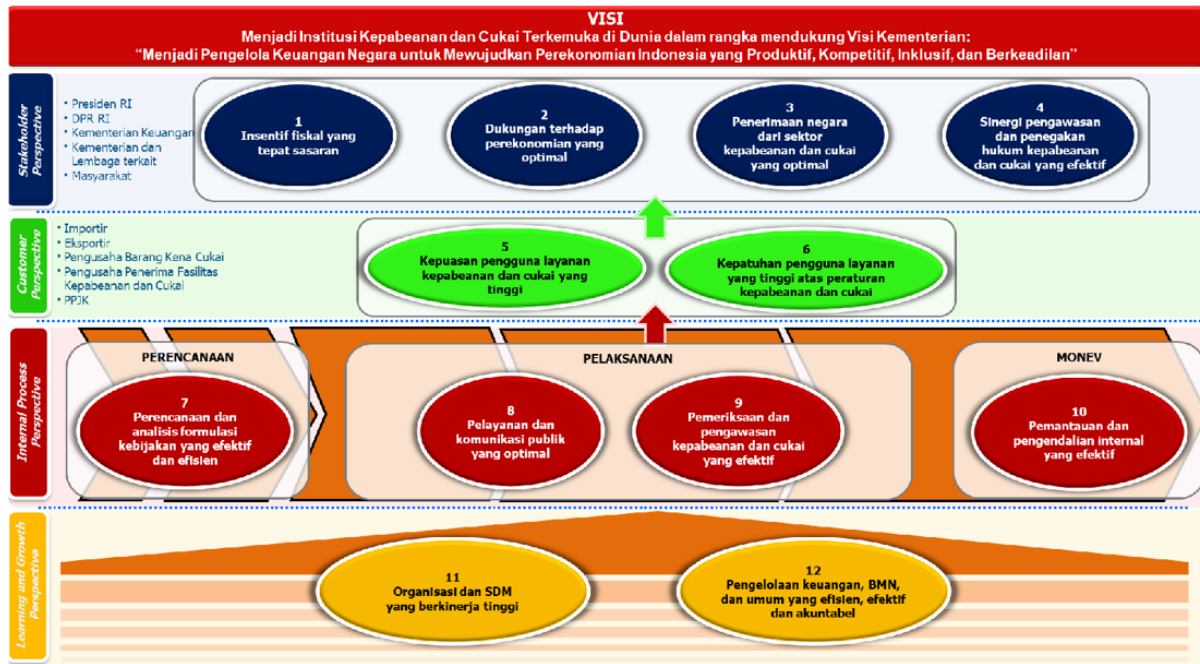 VISI
Menjadi Institusi Kepabeanan dan Cukai Terkemuka di Dunia dalam rangka mendukung Visi Kementerian:
“Menjadi Pengelola Keuangan Negara untuk Mewujudkan Perekonomian Indonesia yang Produktif, Kompetitif, Inklusif, dan Berkeadilan”
Stakeholder
Perspective
• Presiden RI
• DPR RI
• Kementerian Keuangan
• Kementerian dan
Lembaga terkait
• Masyarakat
1
Insentif fiskal yang
tepat sasaran
2
Dukungan terhadap
perekonomian yang
optimal
3
Penerimaan negara
dari sektor
kepabeanan dan cukai
yang optimal
4
Sinergi pengawasan
dan penegakan
hukum kepabeanan
dan cukai yang efektif
Customer
Perspective
• Importir
• Eksportir
• Pengusaha Barang Kena Cukai
• Pengusaha Penerima Fasilitas
Kepabeanan dan Cukai
• PPJK
5
Kepuasan pengguna layanan
kepabeanan dan cukai yang
tinggi
6
Kepatuhan pengguna layanan
yang tinggi atas peraturan
kepabeanan dan cukai
Internal Process
Perspective
PERENCANAAN
7
Perencanaan dan
analisis formulasi
kebijakan yang efektif
dan efisien
PELAKSANAAN
8
Pelayanan dan
komunikasi publik
yang optimal
9
Pemeriksaan dan
pengawasan
kepabeanan dan
cukai yang efektif
MONEV
10
Pemantauan dan
pengendalian internal
yang efektif
Learning and Growth
Perspective
11
Organisasi dan SDM
yang berkinerja tinggi
12
Pengelolaan keuangan, BMN,
dan umum yang efisien, efektif
dan akuntabel